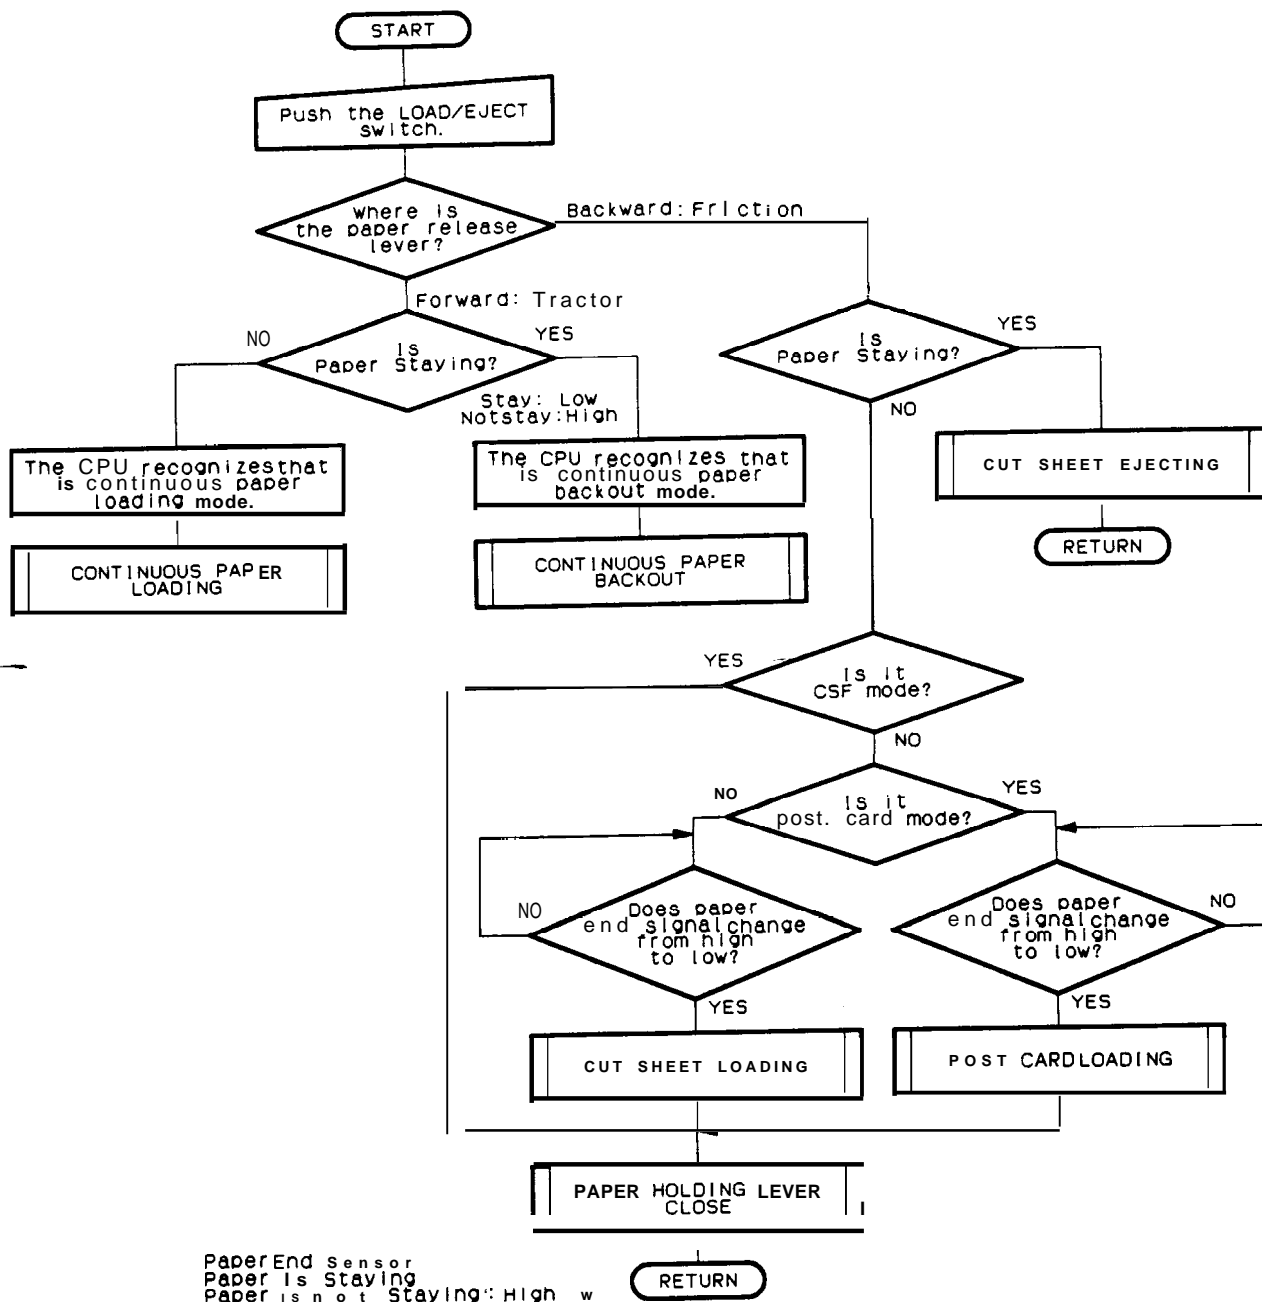 START
Push the LOAD/EJECT
switch.
Where is
the paper release
lever?
Backward: Friction
Forward: Tractor
NO
YES
Is
Paper Staying?
Stay: Low
Notstay:High
YES
Is
Paper Staying?
NO
The CPU recognizesthat
is continuous paper
loading mode.
The CPU recognizes that
is continuous paper
backout mode.
CUT SHEET EJECTING
RETURN
CONTINUOUS PAPER
LOADING
CONTINUOUS PAPER
BACKOUT
YES
Is it
CSF mode?
NO
NO
YES
Is it
post. card mode?
NO
Does paper
end signalchange
from high
to low?
YES
Does paper
end signalchange
from high
to low?
NO
YES
CUT SHEET LOADING
POST CARDLOADING
PAPER HOLDING LEVER
CLOSE
RETURN
PaperEnd Sensor
Paper Is Staying
Paper is not Staying: High w